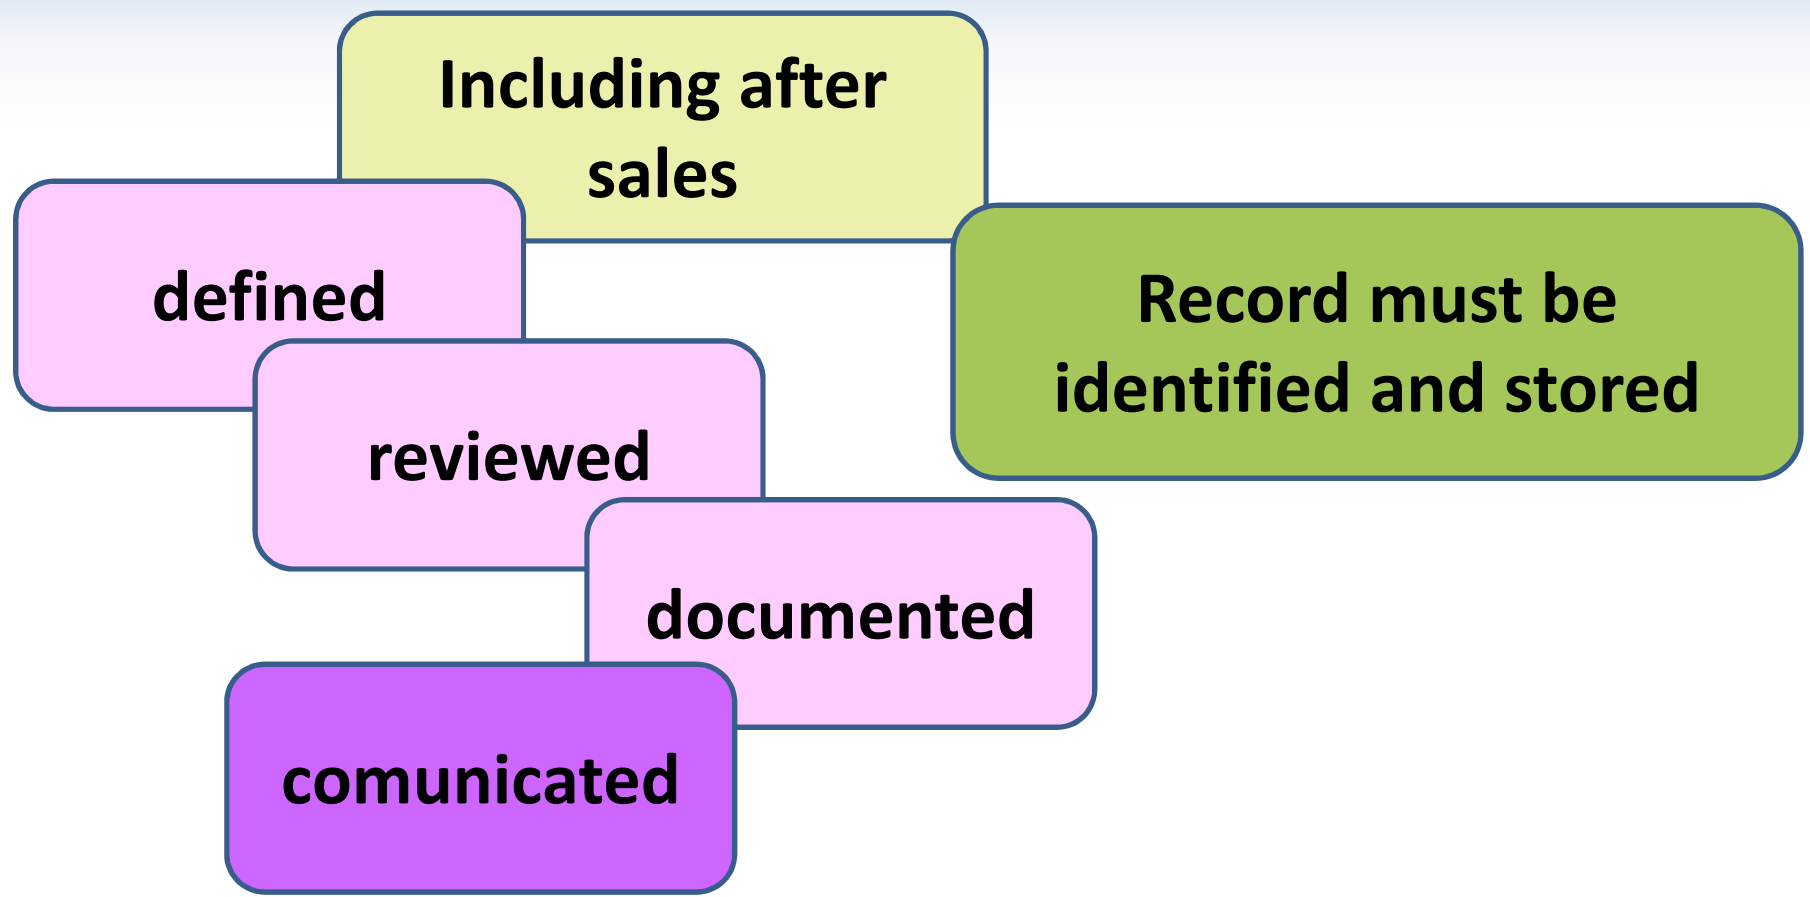 Including after
sales
defined
Record must be
identified and stored
reviewed
documented
comunicated